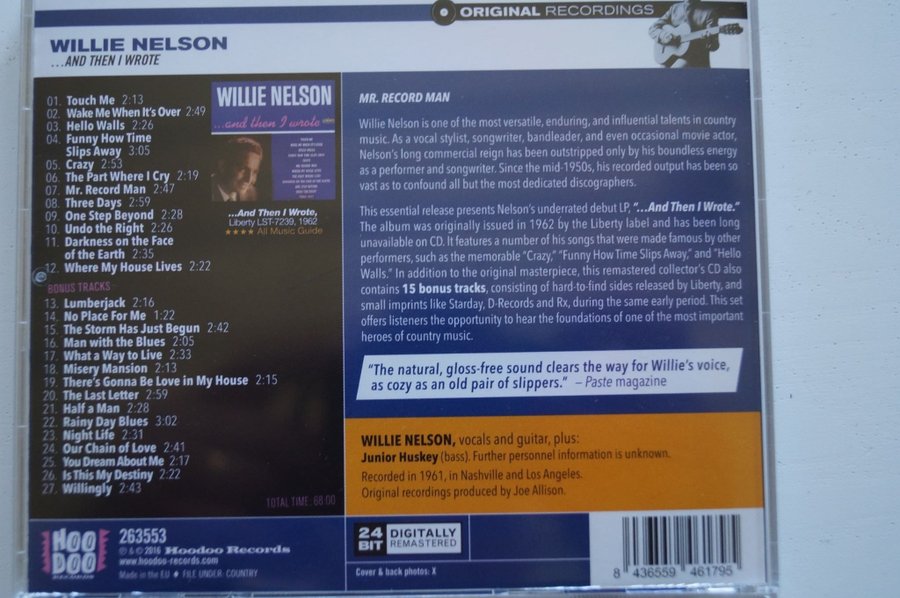 ORIGINAL RECORDINGS
WILLIE NELSON
...AND THEN I WROTE
01. Touch Me 2:13
02. Wake Me When It's Over 2:49
03. Hello Walls 2:26
04. Funny How Time
Slips Away 3:05
05. Crazy 2:53
06. The Part Where I Cry 2:19
07. Mr. Record Man 2:47
08. Three Days 2:59
09. One Step Beyond 2:28
10. Undo the Right 2:26
11. Darkness on the Face
of the Earth 2:35
12. Where My House Lives 2:22
BONUS TRACKS
13. Lumberjack 2:16
14. No Place For Me 1:22
15. The Storm Has Just Begun 2:42
16. Man with the Blues 2:05
17. What a Way to Live 2:33
18. Misery Mansion 2:13
19. There's Gonna Be Love in My House 2:15
20. The Last Letter 2:59
21. Half a Man 2:28
22. Rainy Day Blues 3:02
23. Night Life 2:31
24. Our Chain of Love 2:41
25. You Dream About Me 2:17
26. Is This My Destiny 2:22
27. Willingly 2:43
TOTAL TIME: 68:00
WILLIE NELSON
...and then I wrote
...And Then I Wrote,
Liberty LST-7239, 1962
★★★★ All Music Guide
MR. RECORD MAN
Willie Nelson is one of the most versatile, enduring, and influential talents in country
music. As a vocal stylist, songwriter, bandleader, and even occasional movie actor,
Nelson's long commercial reign has been outstripped only by his boundless energy
as a performer and songwriter. Since the mid-1950s, his recorded output has been so
vast as to confound all but the most dedicated discographers.
This essential release presents Nelson's underrated debut LP, "...And Then I Wrote."
The album was originally issued in 1962 by the Liberty label and has been long
unavailable on CD. It features a number of his songs that were made famous by other
performers, such as the memorable "Crazy," "Funny How Time Slips Away," and "Hello
Walls." In addition to the original masterpiece, this remastered collector's CD also
contains 15 bonus tracks, consisting of hard-to-find sides released by Liberty, and
small imprints like Starday, D-Records and Rx, during the same early period. This set
offers listeners the opportunity to hear the foundations of one of the most important
heroes of country music.
"The natural, gloss-free sound clears the way for Willie's voice,
as cozy as an old pair of slippers." – Paste magazine
WILLIE NELSON, vocals and guitar, plus:
Junior Huskey (bass). Further personnel information is unknown.
Recorded in 1961, in Nashville and Los Angeles.
Original recordings produced by Joe Allison.
HOO
DOO
263553
℗ & © 2016 Hoodoo Records
www.hoodoo-records.com
Made in the EU ◆ FILE UNDER: COUNTRY
24
BIT
DIGITALLY
REMASTERED
Cover & back photos: X
8 436559 461795